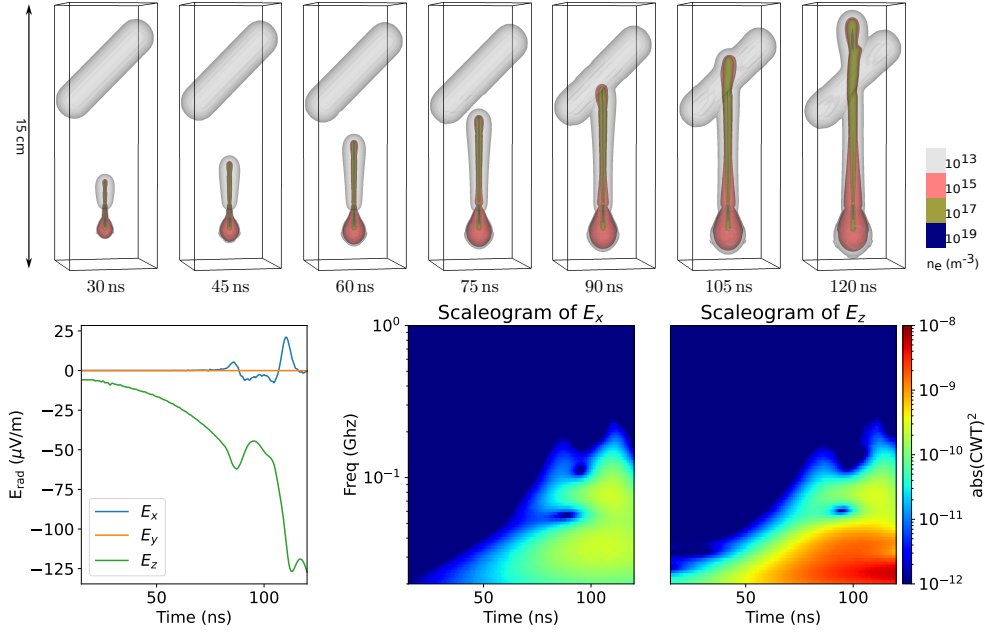 15 cm
30 ns
45 ns
60 ns
75 ns
90 ns
105 ns
120 ns
10^13
10^15
10^17
10^19
n_e (m^-3)
25
0
−25
−50
−75
−100
−125
E_rad (μV/m)
E_x
E_y
E_z
50
100
Time (ns)
Scaleogram of E_x
10^0
10^−1
Freq (Ghz)
50
100
Time (ns)
Scaleogram of E_z
50
100
Time (ns)
10^−8
10^−9
10^−10
10^−11
10^−12
abs(CWT)^2